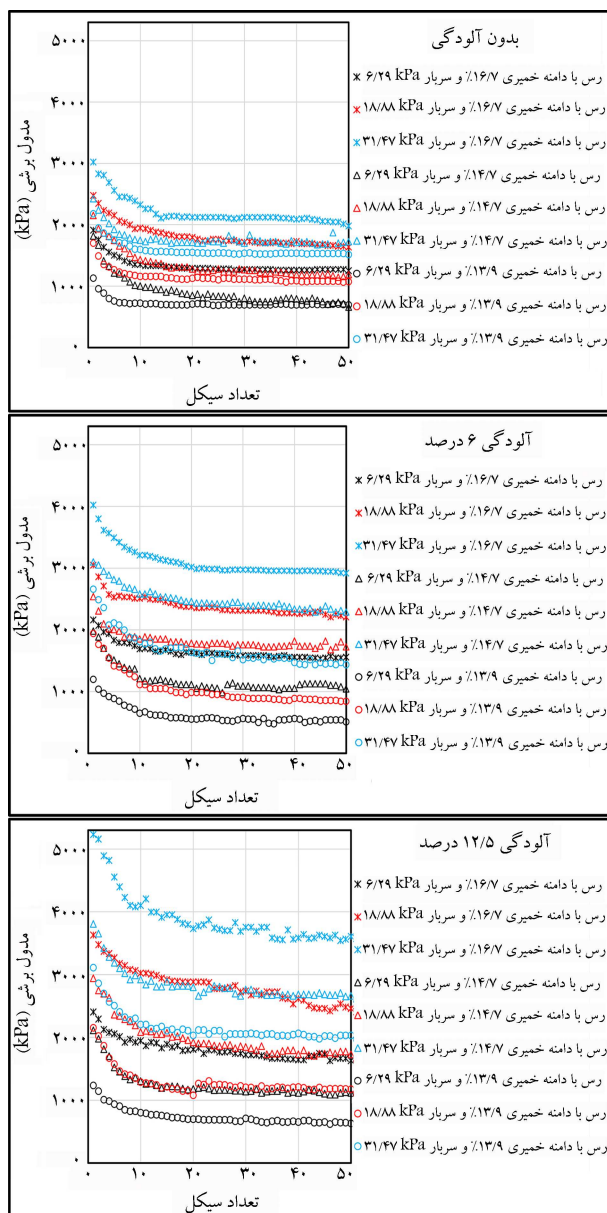 بدون آلودگی
رس با دامنه خمیری ۱۶/۷٪ و سربار ۶/۲۹ kPa
رس با دامنه خمیری ۱۶/۷٪ و سربار ۱۸/۸۸ kPa
رس با دامنه خمیری ۱۶/۷٪ و سربار ۳۱/۴۷ kPa
رس با دامنه خمیری ۱۴/۷٪ و سربار ۶/۲۹ kPa
رس با دامنه خمیری ۱۴/۷٪ و سربار ۱۸/۸۸ kPa
رس با دامنه خمیری ۱۴/۷٪ و سربار ۳۱/۴۷ kPa
رس با دامنه خمیری ۱۳/۹٪ و سربار ۶/۲۹ kPa
رس با دامنه خمیری ۱۳/۹٪ و سربار ۱۸/۸۸ kPa
رس با دامنه خمیری ۱۳/۹٪ و سربار ۳۱/۴۷ kPa
مدول برشی (kPa)
۵۰۰۰
۴۰۰۰
۳۰۰۰
۲۰۰۰
۱۰۰۰
۰
۰ ۱۰ ۲۰ ۳۰ ۴۰ ۵۰
تعداد سیکل
آلودگی ۶ درصد
رس با دامنه خمیری ۱۶/۷٪ و سربار ۶/۲۹ kPa
رس با دامنه خمیری ۱۶/۷٪ و سربار ۱۸/۸۸ kPa
رس با دامنه خمیری ۱۶/۷٪ و سربار ۳۱/۴۷ kPa
رس با دامنه خمیری ۱۴/۷٪ و سربار ۶/۲۹ kPa
رس با دامنه خمیری ۱۴/۷٪ و سربار ۱۸/۸۸ kPa
رس با دامنه خمیری ۱۴/۷٪ و سربار ۳۱/۴۷ kPa
رس با دامنه خمیری ۱۳/۹٪ و سربار ۶/۲۹ kPa
رس با دامنه خمیری ۱۳/۹٪ و سربار ۱۸/۸۸ kPa
رس با دامنه خمیری ۱۳/۹٪ و سربار ۳۱/۴۷ kPa
مدول برشی (kPa)
۵۰۰۰
۴۰۰۰
۳۰۰۰
۲۰۰۰
۱۰۰۰
۰
۰ ۱۰ ۲۰ ۳۰ ۴۰ ۵۰
تعداد سیکل
آلودگی ۱۲/۵ درصد
رس با دامنه خمیری ۱۶/۷٪ و سربار ۶/۲۹ kPa
رس با دامنه خمیری ۱۶/۷٪ و سربار ۱۸/۸۸ kPa
رس با دامنه خمیری ۱۶/۷٪ و سربار ۳۱/۴۷ kPa
رس با دامنه خمیری ۱۴/۷٪ و سربار ۶/۲۹ kPa
رس با دامنه خمیری ۱۴/۷٪ و سربار ۱۸/۸۸ kPa
رس با دامنه خمیری ۱۴/۷٪ و سربار ۳۱/۴۷ kPa
رس با دامنه خمیری ۱۳/۹٪ و سربار ۶/۲۹ kPa
رس با دامنه خمیری ۱۳/۹٪ و سربار ۱۸/۸۸ kPa
رس با دامنه خمیری ۱۳/۹٪ و سربار ۳۱/۴۷ kPa
مدول برشی (kPa)
۵۰۰۰
۴۰۰۰
۳۰۰۰
۲۰۰۰
۱۰۰۰
۰
۰ ۱۰ ۲۰ ۳۰ ۴۰ ۵۰
تعداد سیکل